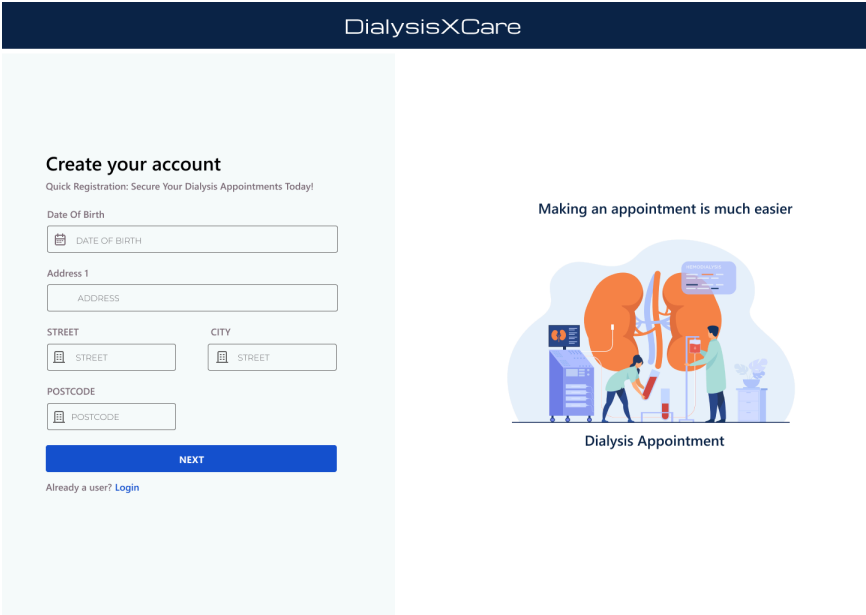 DialysisXCare
Create your account
Quick Registration: Secure Your Dialysis Appointments Today!
Date Of Birth
DATE OF BIRTH
Address 1
ADDRESS
STREET CITY
STREET STREET
POSTCODE
POSTCODE
NEXT
Already a user? Login
Making an appointment is much easier
Dialysis Appointment